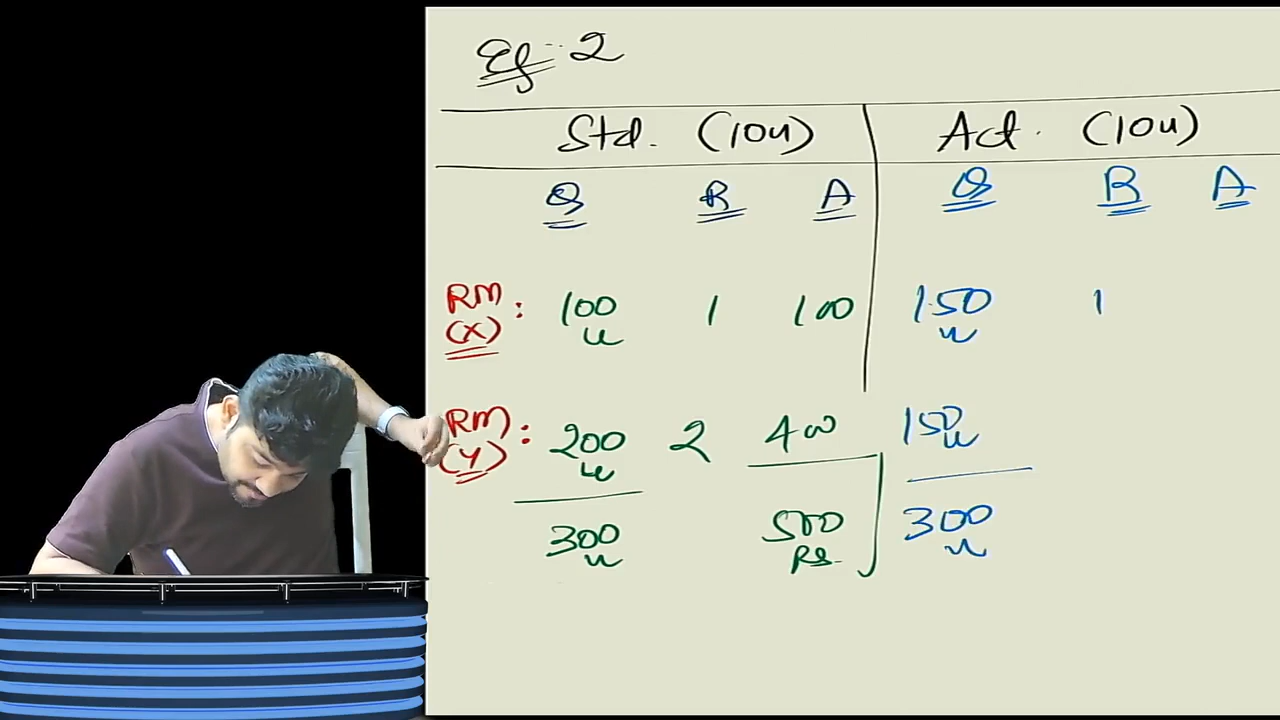 Eg: 2
Std. (10u) Act. (10u)
Q R A Q R A
RM (X) : 100 u 1 100 150 u 1
RM (Y) : 200 u 2 400 150 u
300 u 500 Rs. 300 u